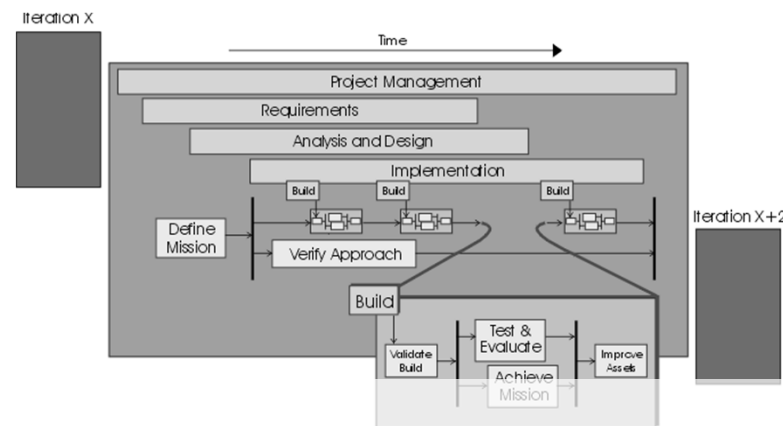 Iteration X
Time
Project Management
Requirements
Analysis and Design
Implementation
Build
Build
Build
Define
Mission
Verify Approach
Iteration X+2
Build
Validate
Build
Test &
Evaluate
Achieve
Mission
Improve
Assets